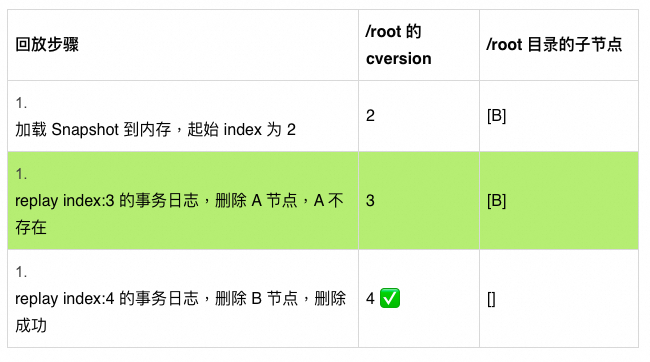 回放步骤
/root 的
cversion
/root 目录的子节点
1.
加载 Snapshot 到内存，起始 index 为 2
2
[B]
1.
replay index:3 的事务日志，删除 A 节点，A 不
存在
3
[B]
1.
replay index:4 的事务日志，删除 B 节点，删除
成功
4 ✅
[]